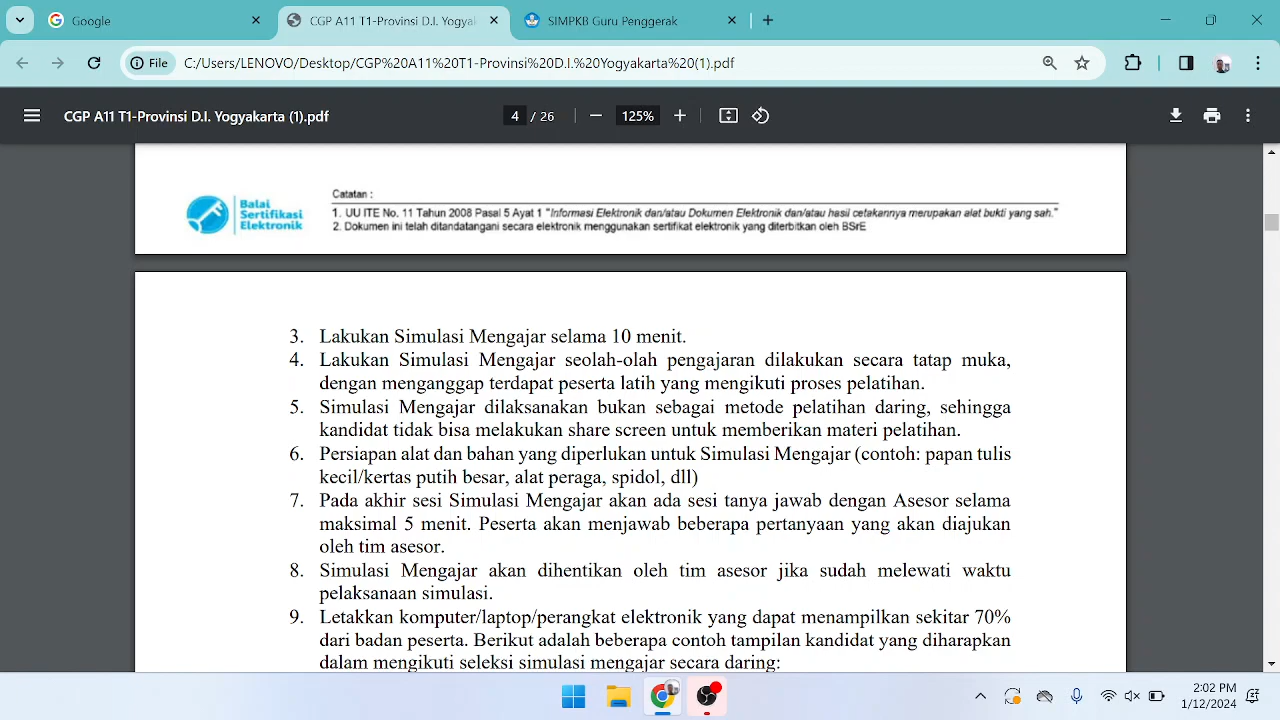 Google
CGP A11 T1-Provinsi D.I. Yogyak
SIMPKB Guru Penggerak
File
C:/Users/LENOVO/Desktop/CGP%20A11%20T1-Provinsi%20D.I.%20Yogyakarta%20(1).pdf
CGP A11 T1-Provinsi D.I. Yogyakarta (1).pdf
4 / 26
125%
Catatan :
Balai
Sertifikasi
Elektronik
1. UU ITE No. 11 Tahun 2008 Pasal 5 Ayat 1 "Informasi Elektronik dan/atau Dokumen Elektronik dan/atau hasil cetakannya merupakan alat bukti yang sah."
2. Dokumen ini telah ditandatangani secara elektronik menggunakan sertifikat elektronik yang diterbitkan oleh BSrE
3. Lakukan Simulasi Mengajar selama 10 menit.
4. Lakukan Simulasi Mengajar seolah-olah pengajaran dilakukan secara tatap muka,
dengan menganggap terdapat peserta latih yang mengikuti proses pelatihan.
5. Simulasi Mengajar dilaksanakan bukan sebagai metode pelatihan daring, sehingga
kandidat tidak bisa melakukan share screen untuk memberikan materi pelatihan.
6. Persiapan alat dan bahan yang diperlukan untuk Simulasi Mengajar (contoh: papan tulis
kecil/kertas putih besar, alat peraga, spidol, dll)
7. Pada akhir sesi Simulasi Mengajar akan ada sesi tanya jawab dengan Asesor selama
maksimal 5 menit. Peserta akan menjawab beberapa pertanyaan yang akan diajukan
oleh tim asesor.
8. Simulasi Mengajar akan dihentikan oleh tim asesor jika sudah melewati waktu
pelaksanaan simulasi.
9. Letakkan komputer/laptop/perangkat elektronik yang dapat menampilkan sekitar 70%
dari badan peserta. Berikut adalah beberapa contoh tampilan kandidat yang diharapkan
dalam mengikuti seleksi simulasi mengajar secara daring:
2:02 PM
1/12/2024